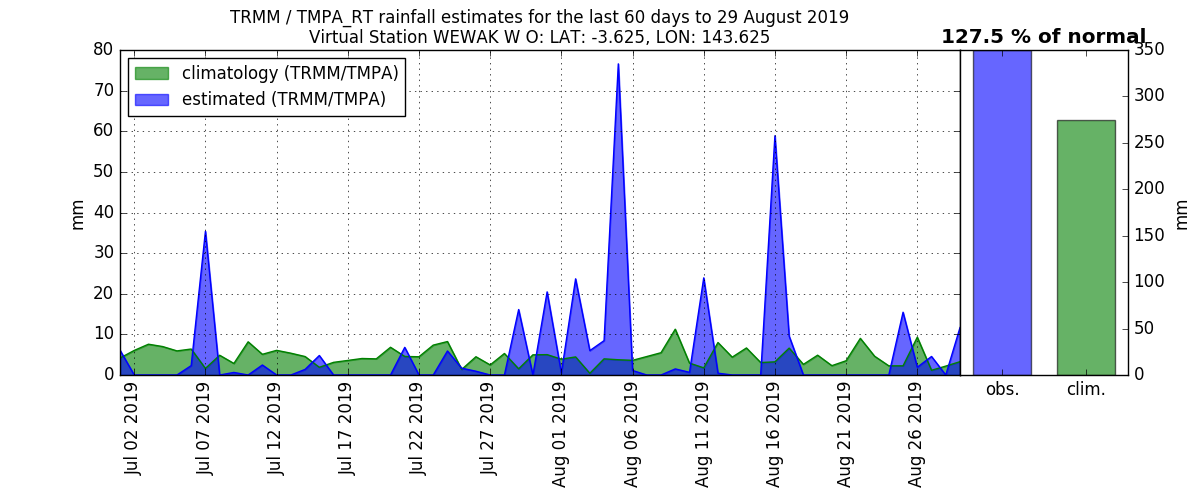 TRMM / TMPA_RT rainfall estimates for the last 60 days to 29 August 2019
Virtual Station WEWAK W O: LAT: -3.625, LON: 143.625
127.5 % of normal
climatology (TRMM/TMPA)
estimated (TRMM/TMPA)
80
70
60
50
40
30
20
10
0
mm
Jul 02 2019
Jul 07 2019
Jul 12 2019
Jul 17 2019
Jul 22 2019
Jul 27 2019
Aug 01 2019
Aug 06 2019
Aug 11 2019
Aug 16 2019
Aug 21 2019
Aug 26 2019
350
300
250
200
150
100
50
0
mm
obs.
clim.